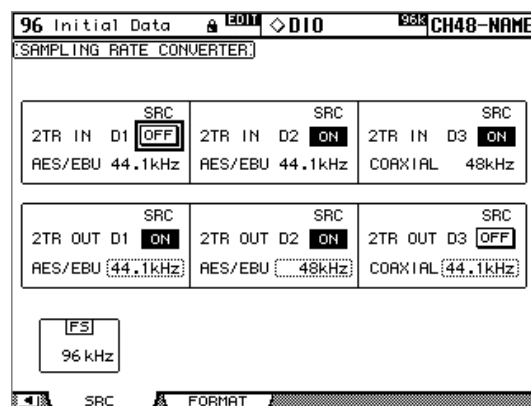 96 Initial Data EDIT ◇DIO 96K CH48-NAME
SAMPLING RATE CONVERTER
SRC SRC SRC
2TR IN D1 OFF 2TR IN D2 ON 2TR IN D3 ON
AES/EBU 44.1kHz AES/EBU 44.1kHz COAXIAL 48kHz
SRC SRC SRC
2TR OUT D1 ON 2TR OUT D2 ON 2TR OUT D3 OFF
AES/EBU 44.1kHz AES/EBU 48kHz COAXIAL 44.1kHz
FS
96 kHz
SRC FORMAT